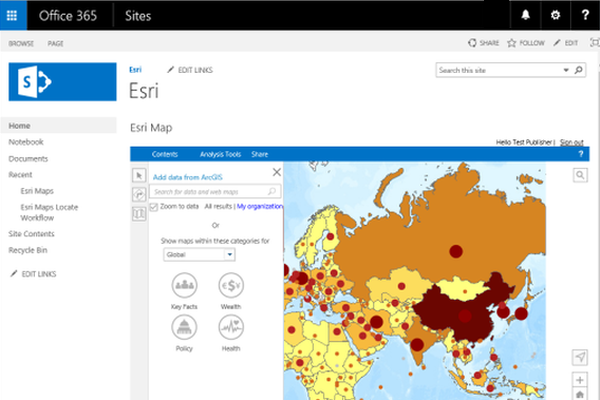 Office 365 Sites
?
BROWSE PAGE
SHARE FOLLOW EDIT
S
Esri EDIT LINKS
Search this site
Esri
Home
Notebook
Documents
Recent
Esri Maps
Esri Maps Locate
Workflow
Site Contents
Recycle Bin
EDIT LINKS
Esri Map
Hello Test Publisher | Sign out
Contents Analysis Tools Share ?
Add data from ArcGIS
Search for data and web maps
Zoom to data All results | My organization
Or
Show maps within these categories for
Global
€$¥
Key Facts Wealth
Policy Health